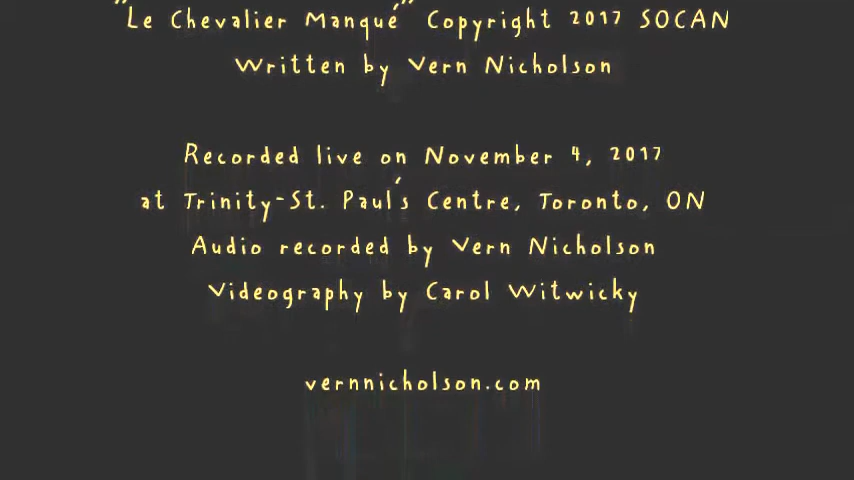 "Le Chevalier Manqué" Copyright 2017 SOCAN
Written by Vern Nicholson
Recorded live on November 4, 2017
at Trinity-St. Paul's Centre, Toronto, ON
Audio recorded by Vern Nicholson
Videography by Carol Witwicky
vernnicholson.com